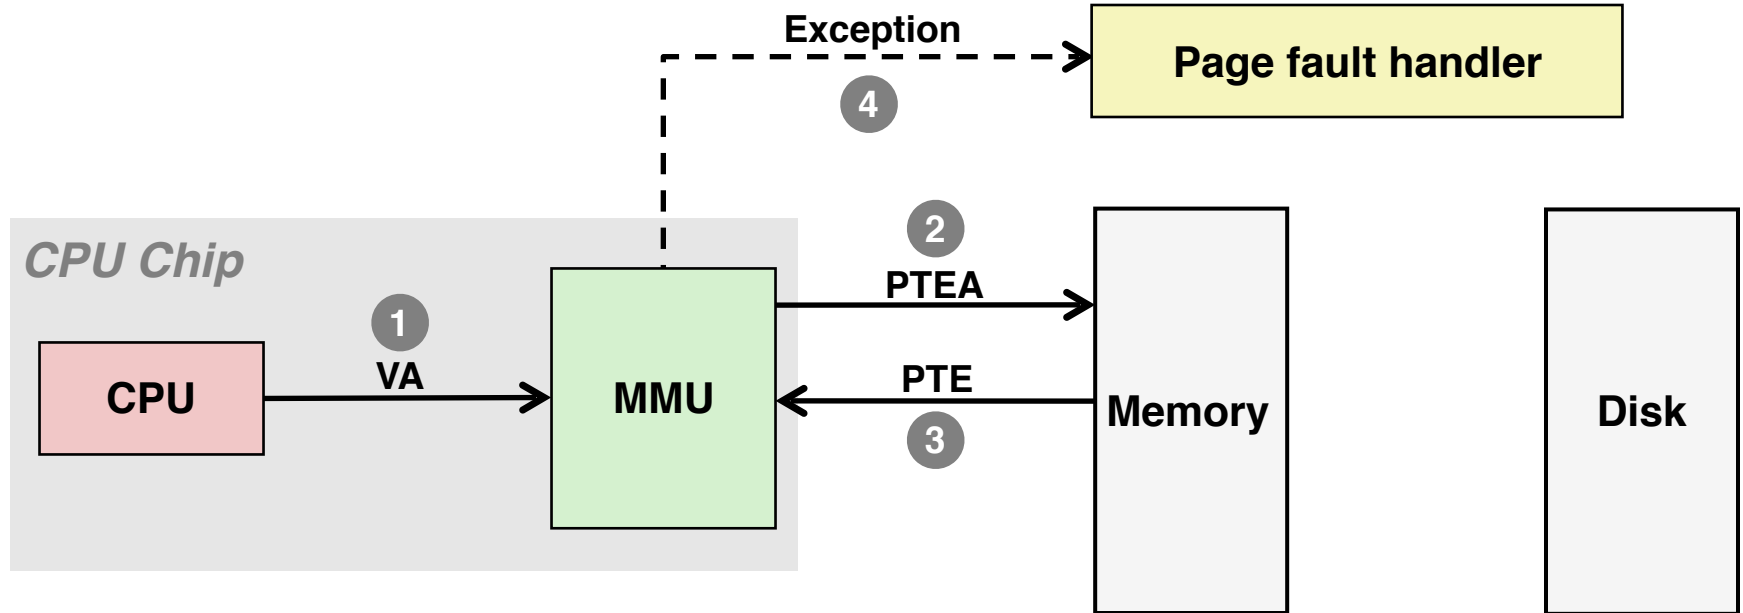 Exception
Page fault handler
4
2
CPU Chip
PTEA
1
VA
PTE
CPU
MMU
Memory
Disk
3